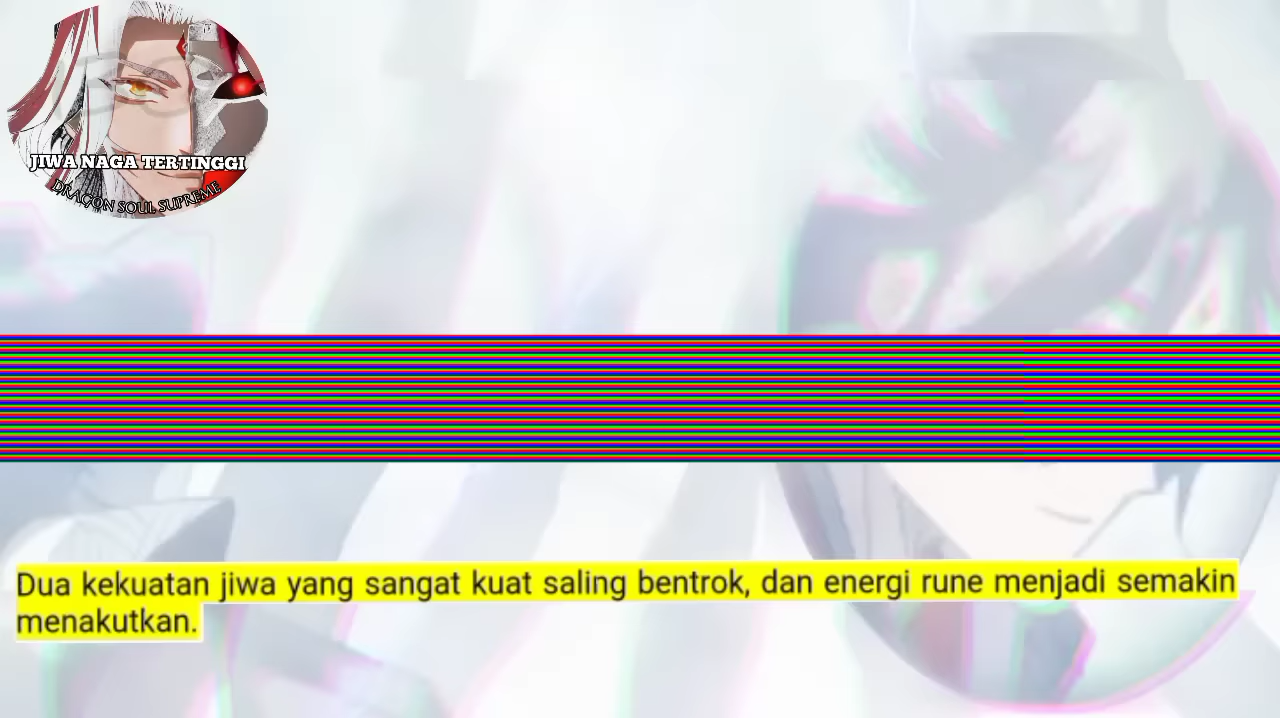 JIWA NAGA TERTINGGI
DRAGON SOUL SUPREME
Dua kekuatan jiwa yang sangat kuat saling bentrok, dan energi rune menjadi semakin
menakutkan.